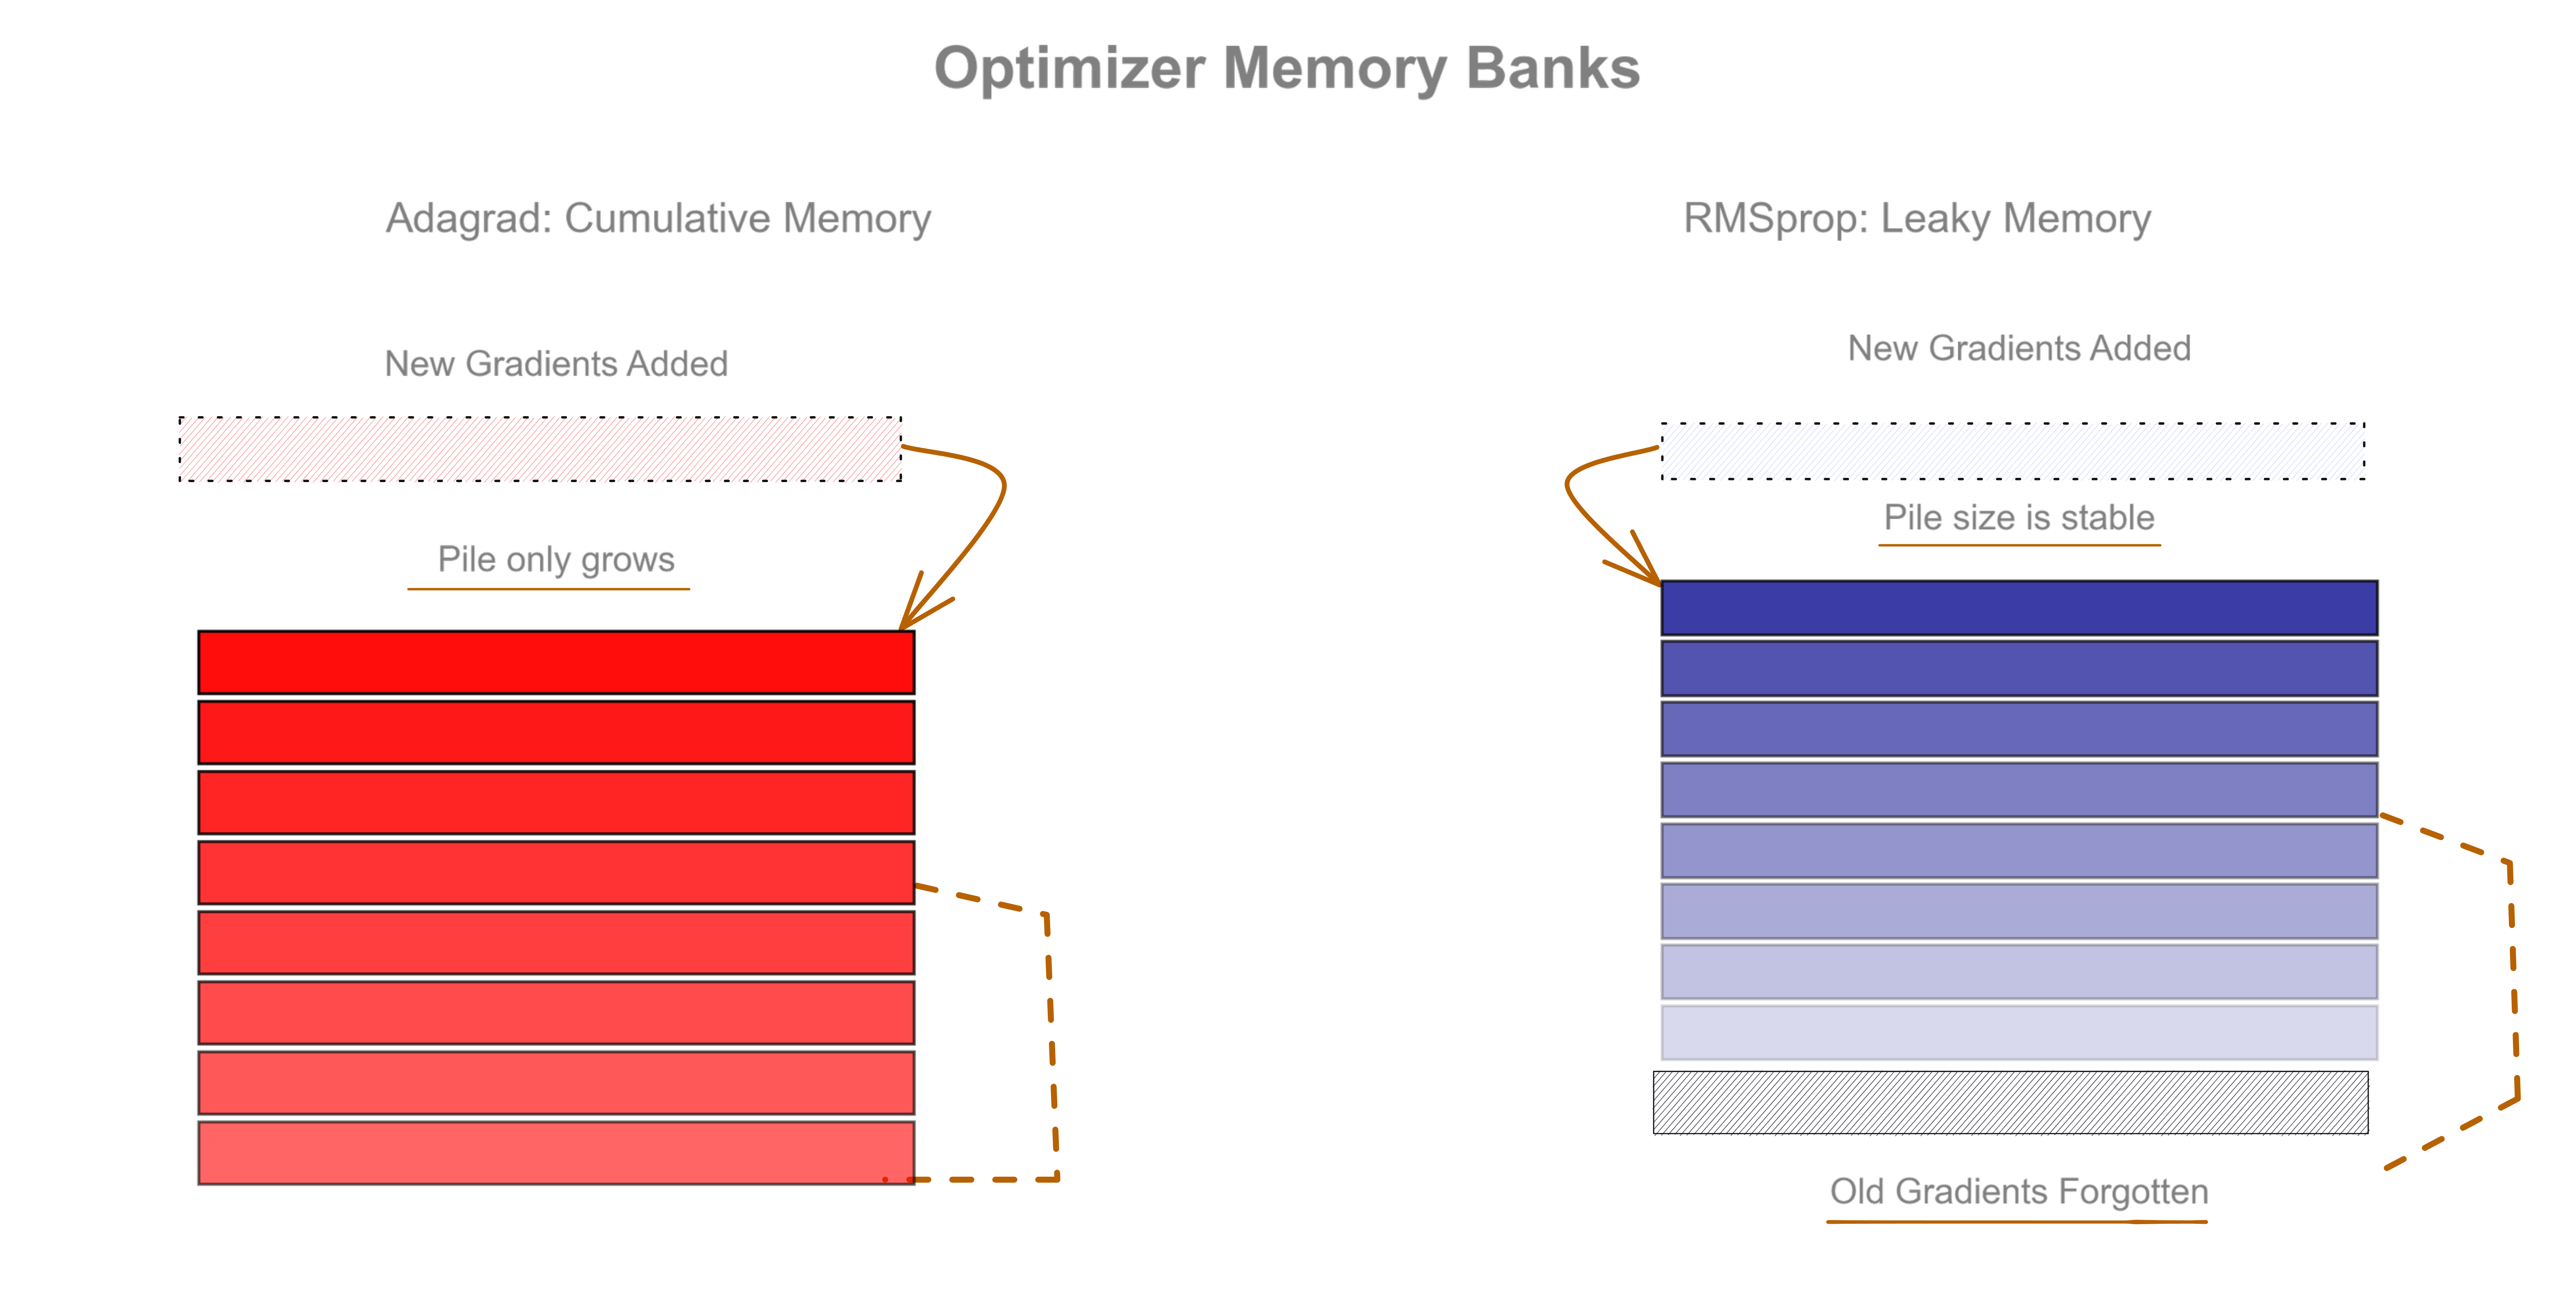 Optimizer Memory Banks
Adagrad: Cumulative Memory
New Gradients Added
Pile only grows
RMSprop: Leaky Memory
New Gradients Added
Pile size is stable
Old Gradients Forgotten